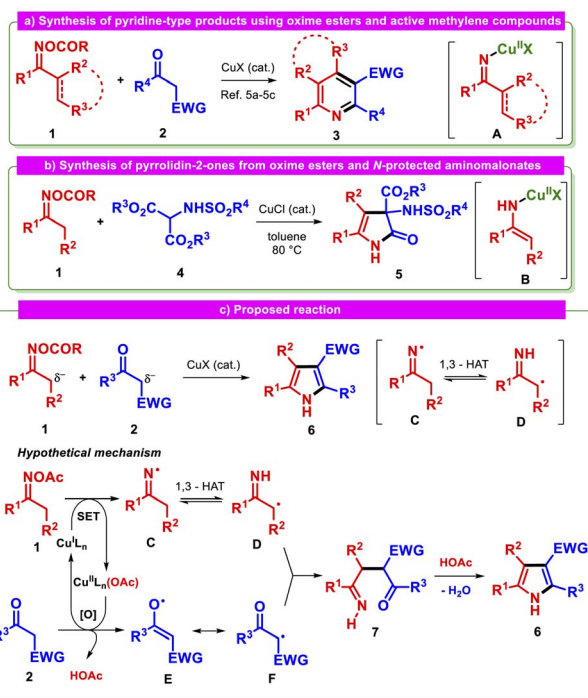 a) Synthesis of pyridine-type products using oxime esters and active methylene compounds
NOCOR
R¹
R²
R³
1
+
O
R⁴
EWG
2
CuX (cat.)
Ref. 5a-5c
R³
R²
EWG
R¹
N
R⁴
3
CuᴵᴵX
N
R¹
R²
R³
A
b) Synthesis of pyrrolidin-2-ones from oxime esters and N-protected aminomalonates
NOCOR
R¹
R²
1
+
R³O₂C
NHSO₂R⁴
CO₂R³
4
CuCl (cat.)
toluene
80 °C
CO₂R³
R²
NHSO₂R⁴
R¹
N
H
O
5
CuᴵᴵX
HN
R¹
R²
B
c) Proposed reaction
NOCOR
R¹
δ⁻
R²
1
+
O
R³
δ⁻
EWG
2
CuX (cat.)
R²
EWG
R¹
N
H
R³
6
N•
R¹
R²
C
1,3 - HAT
NH
R¹
•
R²
D
Hypothetical mechanism
NOAc
R¹
R²
1
SET
CuᴵLₙ
CuᴵᴵLₙ(OAc)
[O]
N•
R¹
R²
C
1,3 - HAT
NH
R¹
•
R²
D
O
R³
EWG
2
HOAc
O•
R³
EWG
E
O
R³
•
EWG
F
R²
EWG
R¹
R³
NH
O
7
HOAc
- H₂O
R²
EWG
R¹
N
H
R³
6